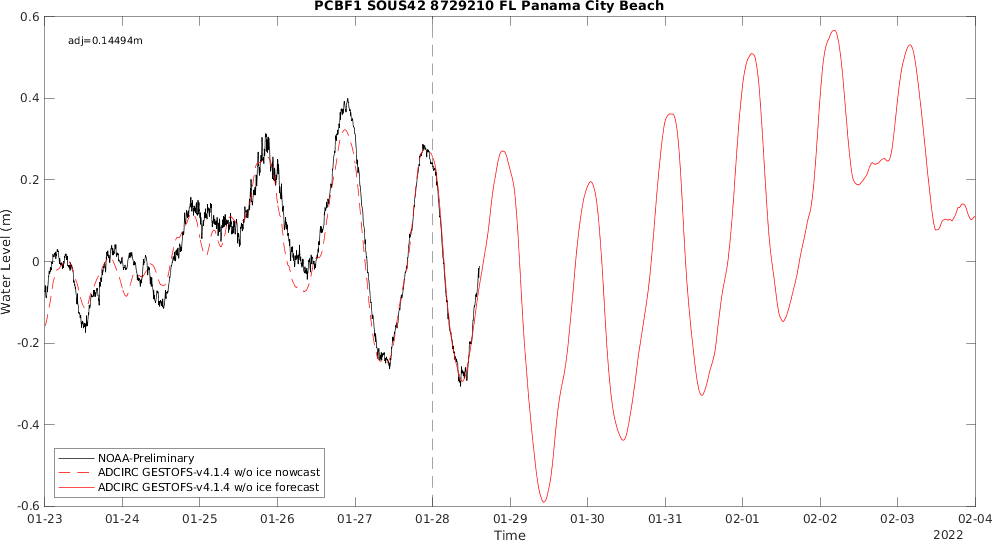 PCBF1 SOUS42 8729210 FL Panama City Beach
adj=0.14494m
0.6
0.4
0.2
0
-0.2
-0.4
-0.6
Water Level (m)
NOAA-Preliminary
ADCIRC GESTOFS-v4.1.4 w/o ice nowcast
ADCIRC GESTOFS-v4.1.4 w/o ice forecast
01-23 01-24 01-25 01-26 01-27 01-28 01-29 01-30 01-31 02-01 02-02 02-03 02-04
Time
2022